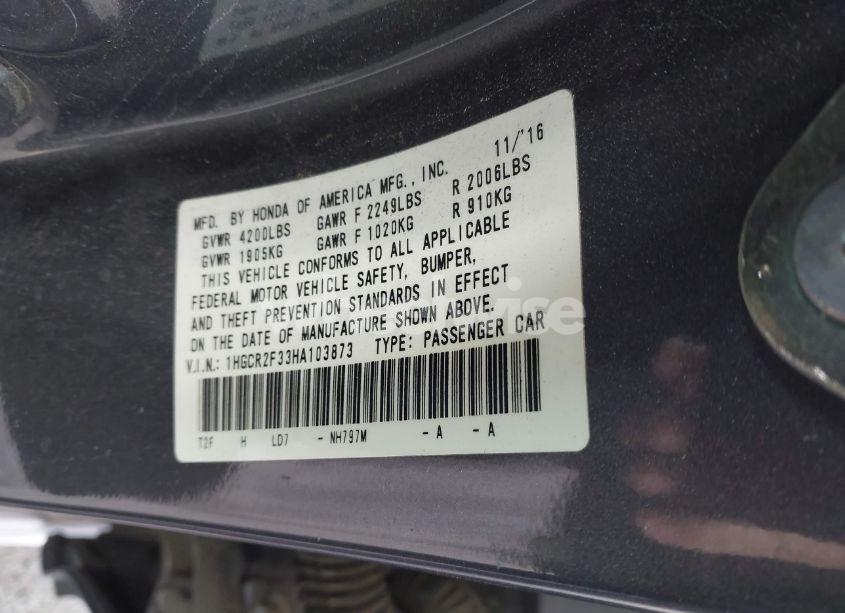 11/'16
MFD. BY HONDA OF AMERICA MFG., INC.
GVWR 4200LBS GAWR F 2249LBS R 2006LBS
GVWR 1905KG GAWR F 1020KG R 910KG
THIS VEHICLE CONFORMS TO ALL APPLICABLE
FEDERAL MOTOR VEHICLE SAFETY, BUMPER,
AND THEFT PREVENTION STANDARDS IN EFFECT
ON THE DATE OF MANUFACTURE SHOWN ABOVE.
V.I.N.: 1HGCR2F33HA103873 TYPE: PASSENGER CAR
T2F H LD7 - NH797M - A - A